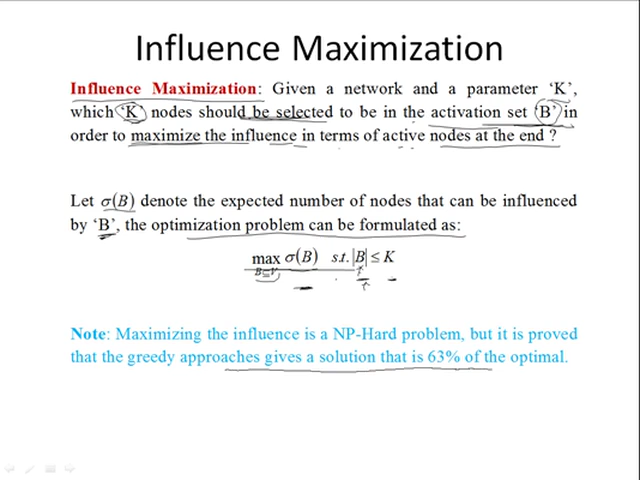 Influence Maximization
Influence Maximization: Given a network and a parameter ‘K’,
which ‘K’ nodes should be selected to be in the activation set ‘B’ in
order to maximize the influence in terms of active nodes at the end ?
Let σ(B) denote the expected number of nodes that can be influenced
by ‘B’, the optimization problem can be formulated as:
max σ(B) s.t. |B| ≤ K
B⊆V
Note: Maximizing the influence is a NP-Hard problem, but it is proved
that the greedy approaches gives a solution that is 63% of the optimal.